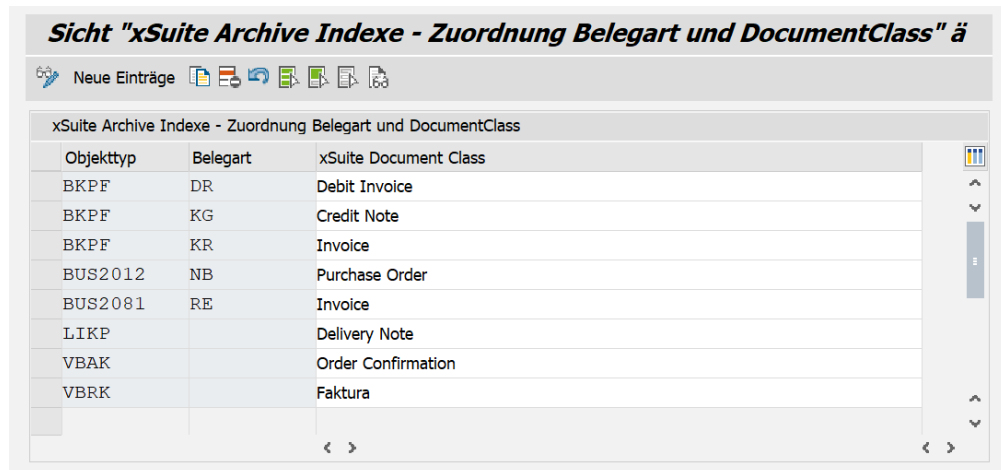 Sicht "xSuite Archive Indexe - Zuordnung Belegart und DocumentClass" ä
Neue Einträge
xSuite Archive Indexe - Zuordnung Belegart und DocumentClass
Objekttyp Belegart xSuite Document Class
BKPF DR Debit Invoice
BKPF KG Credit Note
BKPF KR Invoice
BUS2012 NB Purchase Order
BUS2081 RE Invoice
LIKP Delivery Note
VBAK Order Confirmation
VBRK Faktura